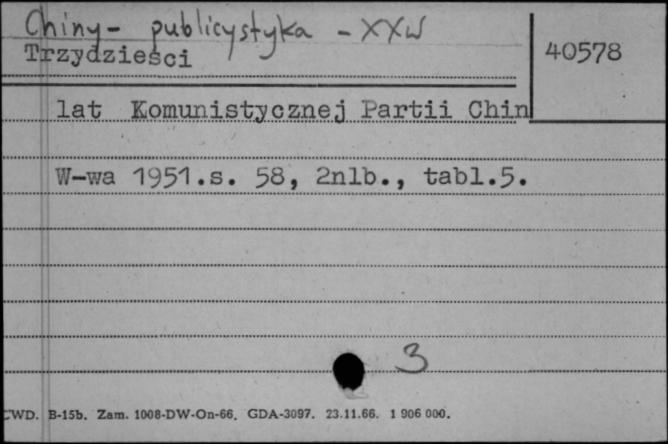 Chiny - publicystyka - XXW
Trzydzieści
40578
lat Komunistycznej Partii Chin
W-wa 1951.s. 58, 2nlb., tabl.5.
3
CWD. B-15b. Zam. 1008-DW-On-66. GDA-3097. 23.11.66. 1 906 000.